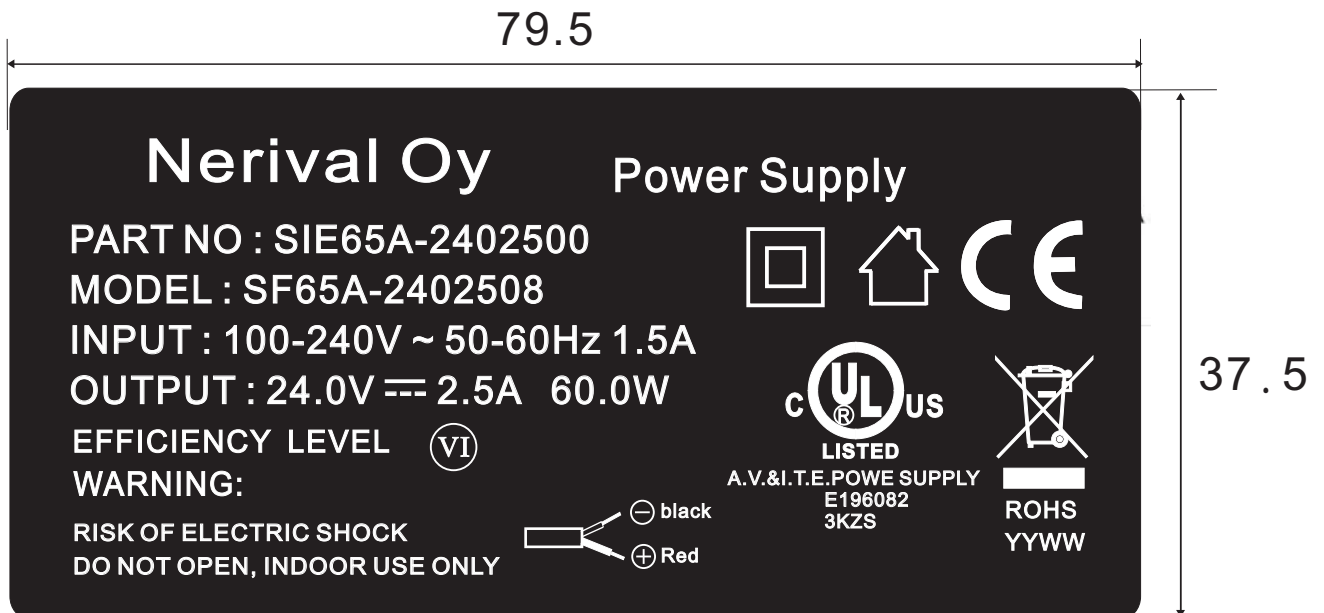 79.5
Nerival Oy
Power Supply
PART NO : SIE65A-2402500
MODEL : SF65A-2402508
INPUT : 100-240V ~ 50-60Hz 1.5A
OUTPUT : 24.0V ⎓ 2.5A 60.0W
EFFICIENCY LEVEL VI
WARNING:
RISK OF ELECTRIC SHOCK
DO NOT OPEN, INDOOR USE ONLY
⊖ black
⊕ Red
CE
C UL ® US
LISTED
A.V.&I.T.E.POWE SUPPLY
E196082
3KZS
ROHS
YYWW
37.5